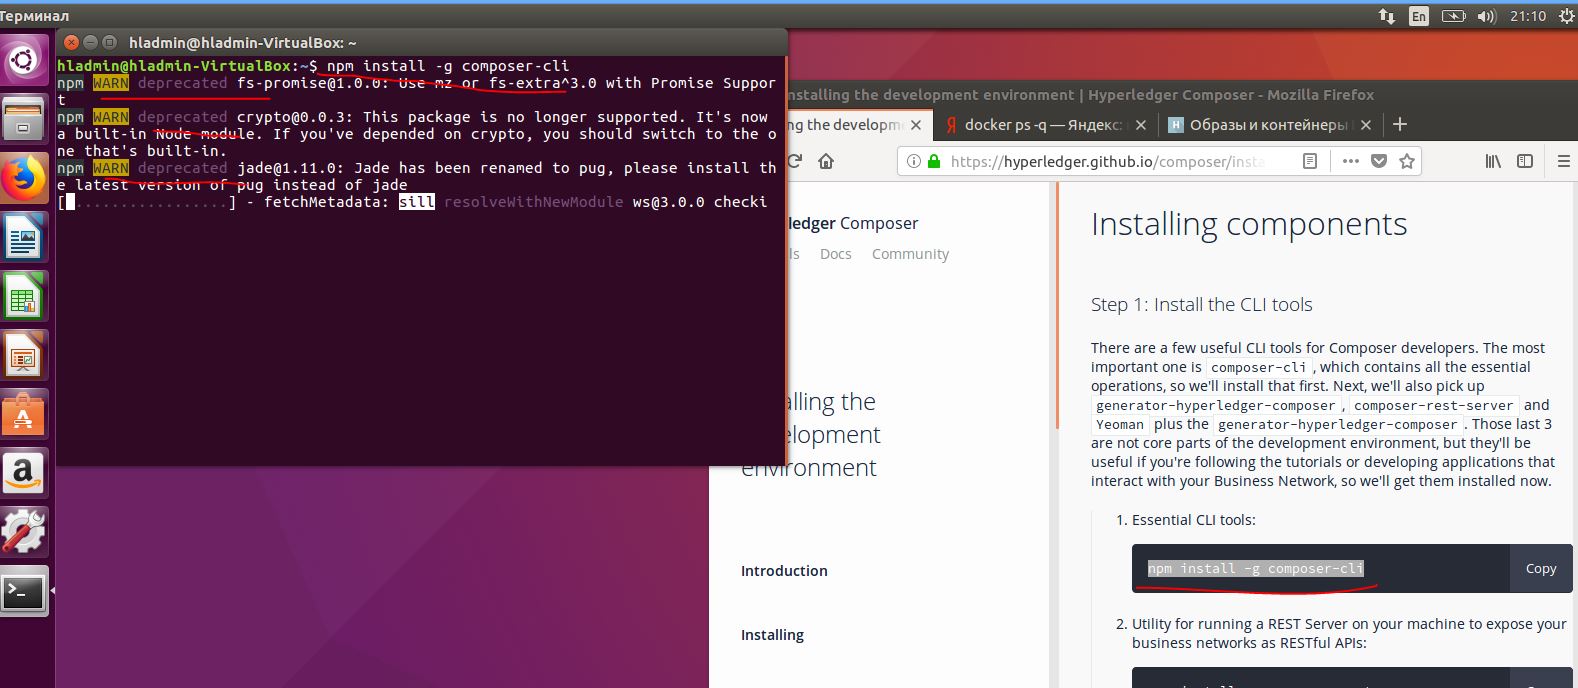 Терминал
En
21:10
hladmin@hladmin-VirtualBox: ~
hladmin@hladmin-VirtualBox:~$ npm install -g composer-cli
npm WARN deprecated fs-promise@1.0.0: Use mz or fs-extra^3.0 with Promise Suppor
t
npm WARN deprecated crypto@0.0.3: This package is no longer supported. It's now
a built-in Node module. If you've depended on crypto, you should switch to the o
ne that's built-in.
npm WARN deprecated jade@1.11.0: Jade has been renamed to pug, please install th
e latest version of pug instead of jade
[ .................] - fetchMetadata: sill resolveWithNewModule ws@3.0.0 checki
nstalling the development environment | Hyperledger Composer - Mozilla Firefox
ng the developm
docker ps -q — Яндекс:
Образы и контейнеры
https://hyperledger.github.io/composer/insta
ledger Composer
ls Docs Community
alling the
elopment
environment
Introduction
Installing
Installing components
Step 1: Install the CLI tools
There are a few useful CLI tools for Composer developers. The most
important one is composer-cli, which contains all the essential
operations, so we'll install that first. Next, we'll also pick up
generator-hyperledger-composer, composer-rest-server and
Yeoman plus the generator-hyperledger-composer. Those last 3
are not core parts of the development environment, but they'll be
useful if you're following the tutorials or developing applications that
interact with your Business Network, so we'll get them installed now.
1. Essential CLI tools:
npm install -g composer-cli
Copy
2. Utility for running a REST Server on your machine to expose your
business networks as RESTful APIs: